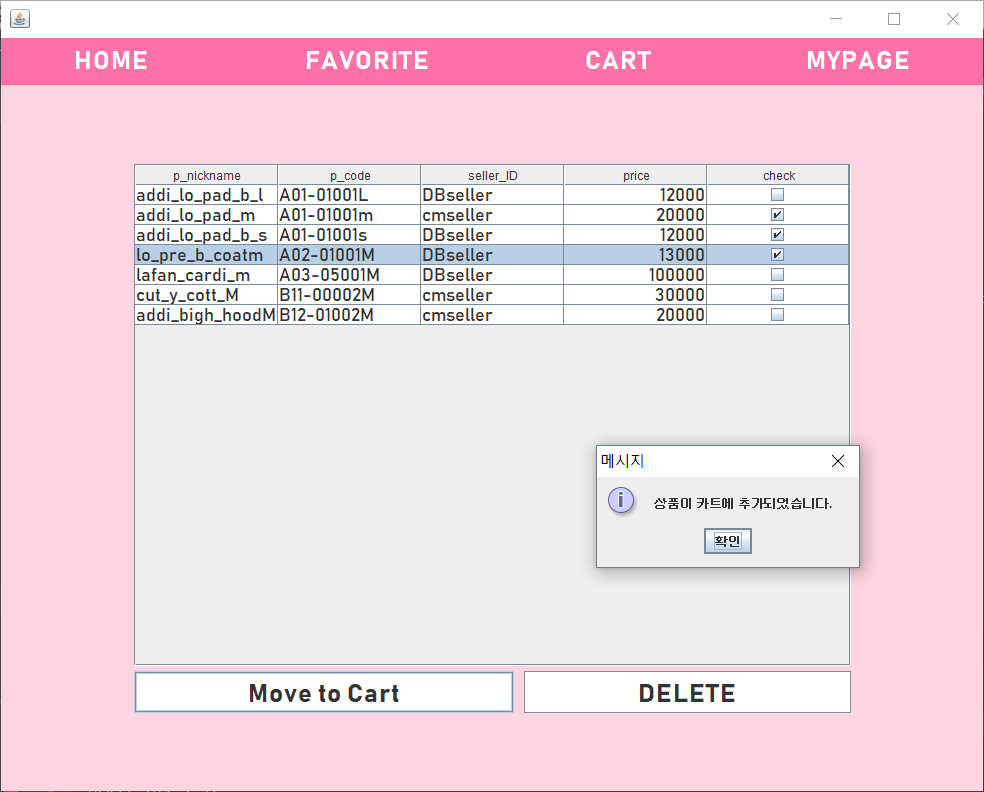 HOME FAVORITE CART MYPAGE
p_nickname p_code seller_ID price check
addi_lo_pad_b_l A01-01001L DBseller 12000
addi_lo_pad_m A01-01001m cmseller 20000
addi_lo_pad_b_s A01-01001s DBseller 12000
lo_pre_b_coatm A02-01001M DBseller 13000
lafan_cardi_m A03-05001M DBseller 100000
cut_y_cott_M B11-00002M cmseller 30000
addi_bigh_hoodM B12-01002M cmseller 20000
메시지
상품이 카트에 추가되었습니다.
확인
Move to Cart DELETE